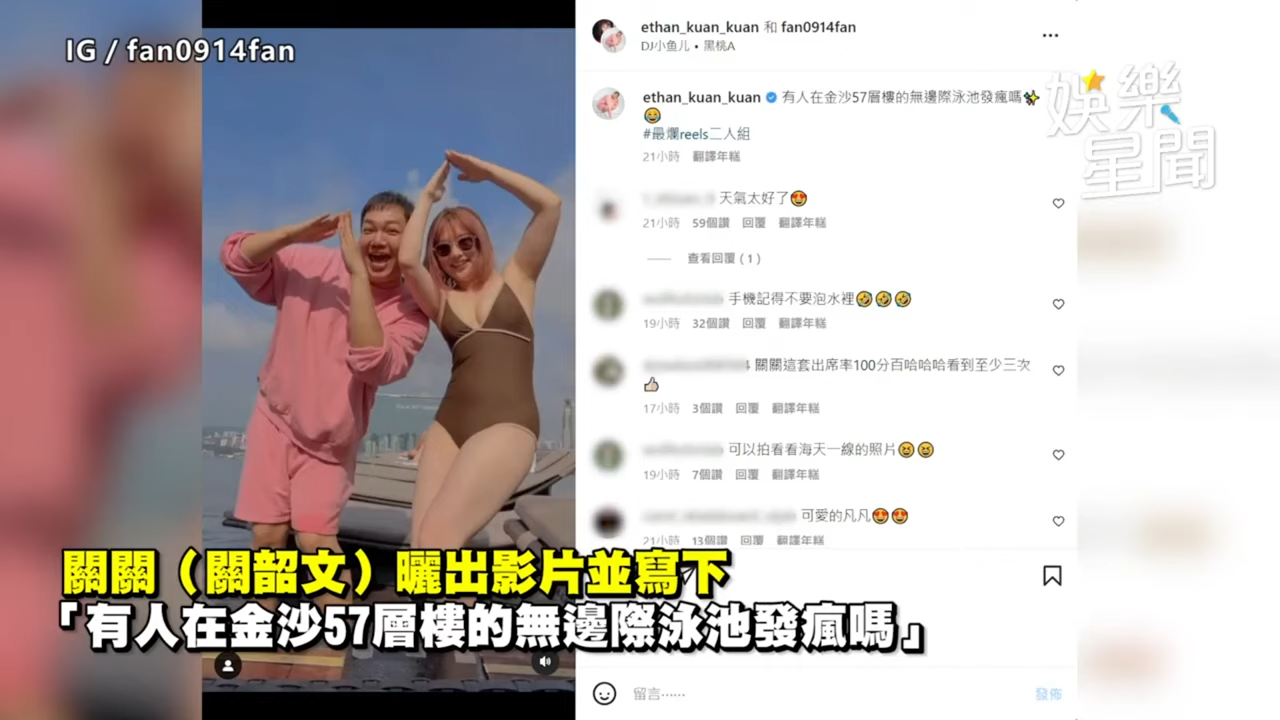 IG / fan0914fan
ethan_kuan_kuan 和 fan0914fan
DJ小鱼儿 • 黑桃A
娛樂
星聞
ethan_kuan_kuan 有人在金沙57層樓的無邊際泳池發瘋嗎✨
😂
#最爛reels二人組
21小時 翻譯年糕
天氣太好了😍
21小時 59個讚 回覆 翻譯年糕
查看回覆 ( 1 )
手機記得不要泡水裡🤣🤣🤣
19小時 32個讚 回覆 翻譯年糕
關關這套出席率100分百哈哈哈看到至少三次
👍🏻
17小時 3個讚 回覆 翻譯年糕
可以拍看看海天一線的照片😆😆
19小時 7個讚 回覆 翻譯年糕
可愛的凡凡😍😍
21小時 13個讚 回覆 翻譯年糕
關關（關韶文）曬出影片並寫下
「有人在金沙57層樓的無邊際泳池發瘋嗎」
留言......
發佈